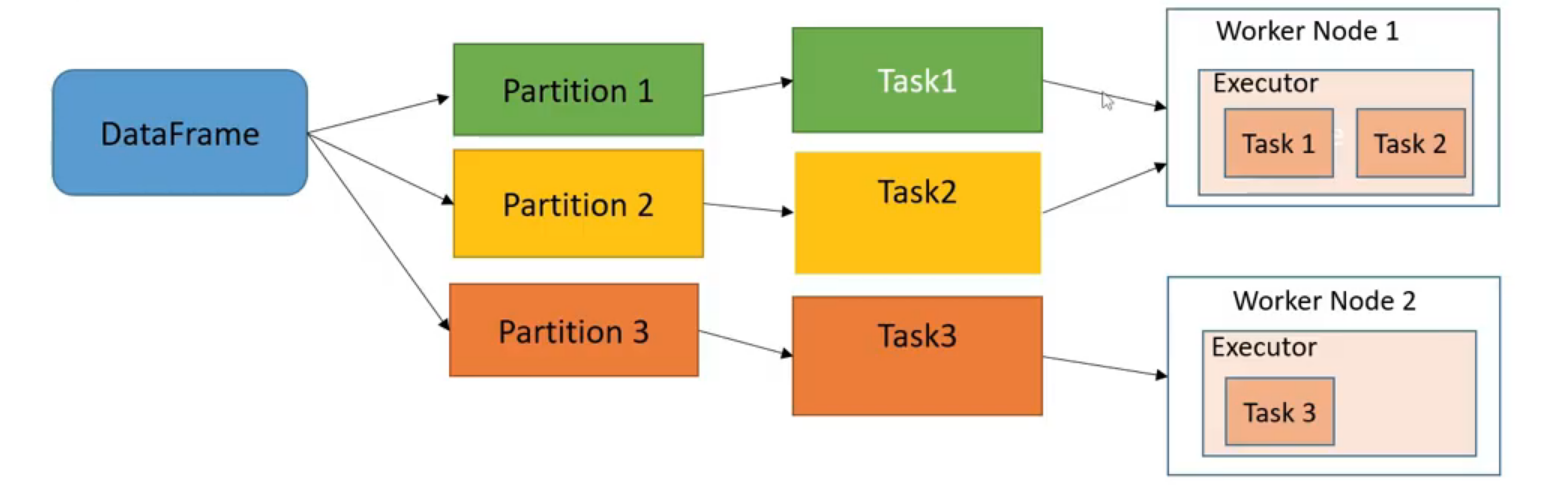 DataFrame
Partition 1
Partition 2
Partition 3
Task1
Task2
Task3
Worker Node 1
Executor
Task 1
Task 2
Worker Node 2
Executor
Task 3